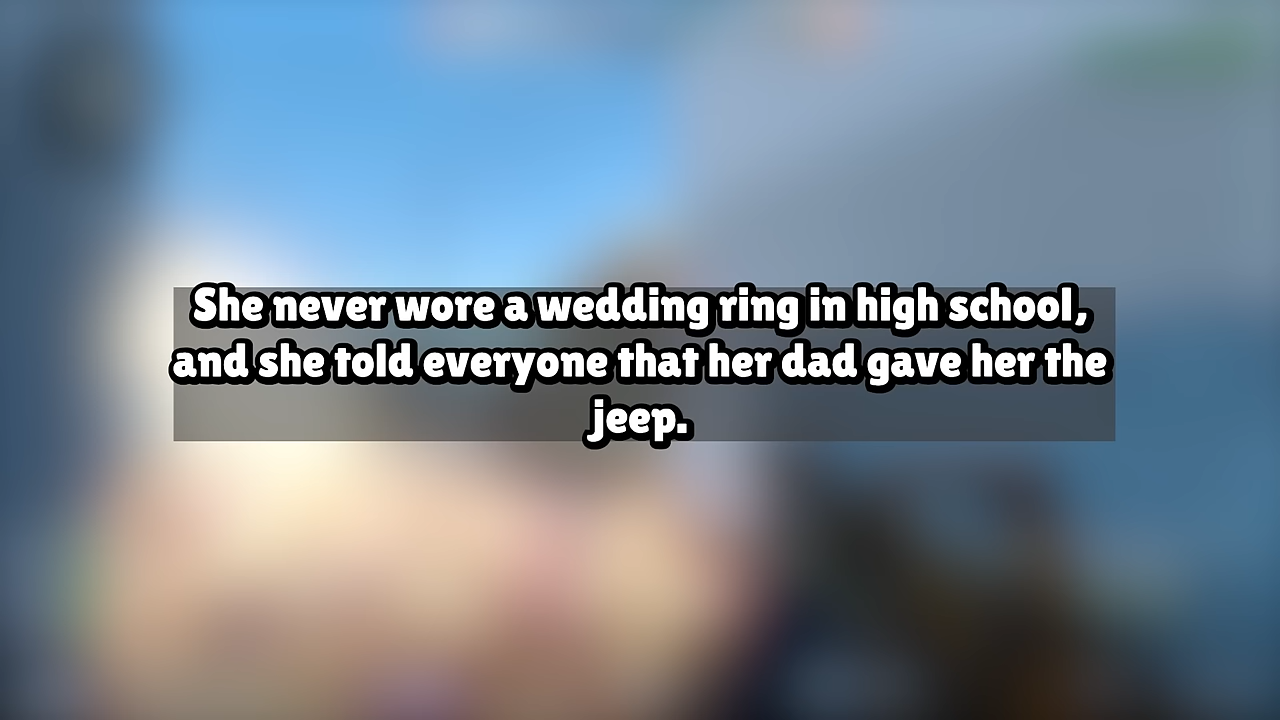 She never wore a wedding ring in high school,
and she told everyone that her dad gave her the
jeep.